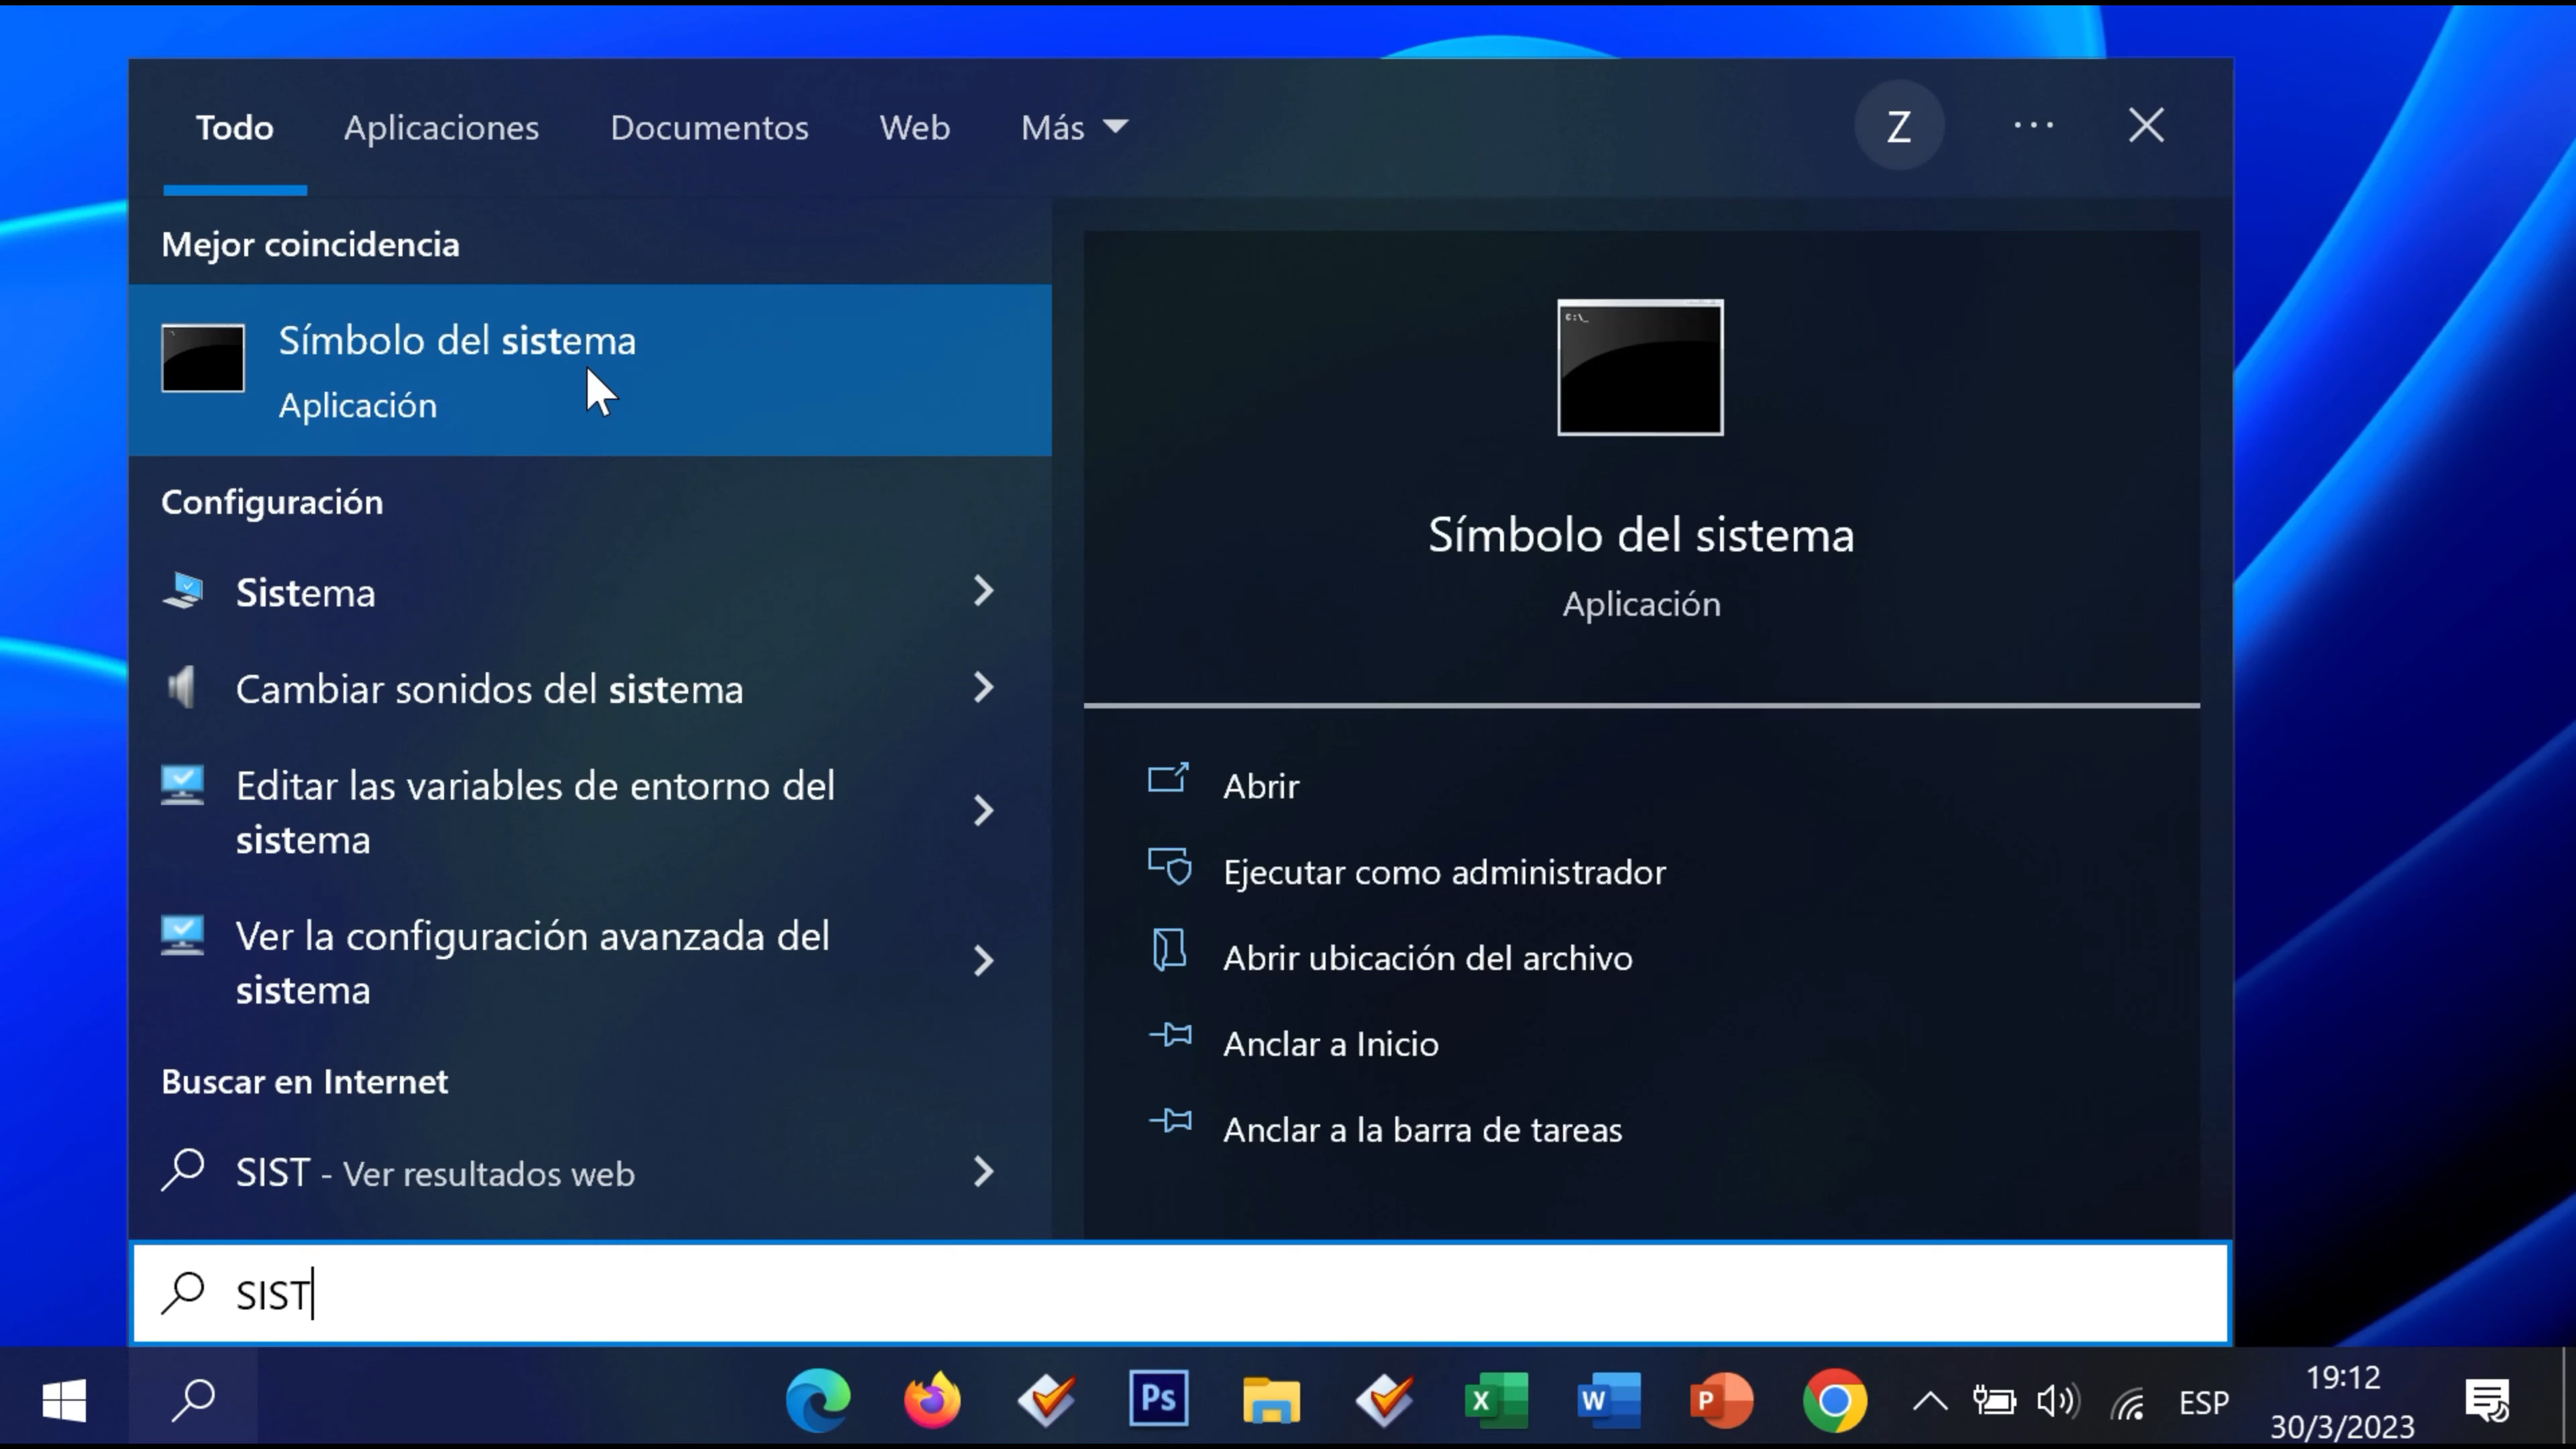 Todo
Aplicaciones
Documentos
Web
Más
Z
Mejor coincidencia
Símbolo del sistema
Aplicación
Configuración
Sistema
Cambiar sonidos del sistema
Editar las variables de entorno del
sistema
Ver la configuración avanzada del
sistema
Buscar en Internet
SIST - Ver resultados web
C:\_
Símbolo del sistema
Aplicación
Abrir
Ejecutar como administrador
Abrir ubicación del archivo
Anclar a Inicio
Anclar a la barra de tareas
SIST
Ps
X
W
P
ESP
19:12
30/3/2023